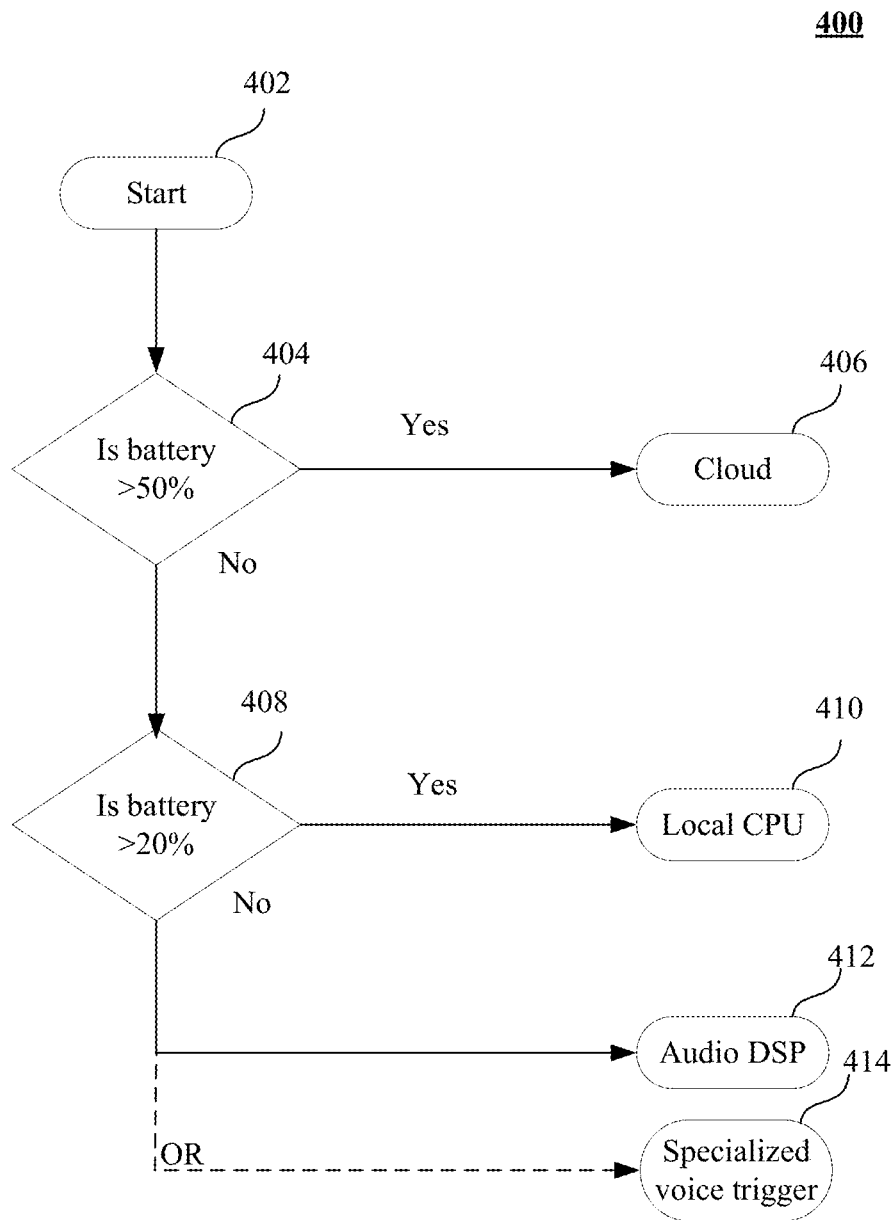 400
402
Start
404
406
Is battery
>50%
Yes
Cloud
No
408
410
Is battery
>20%
Yes
Local CPU
No
412
Audio DSP
414
OR
Specialized
voice trigger